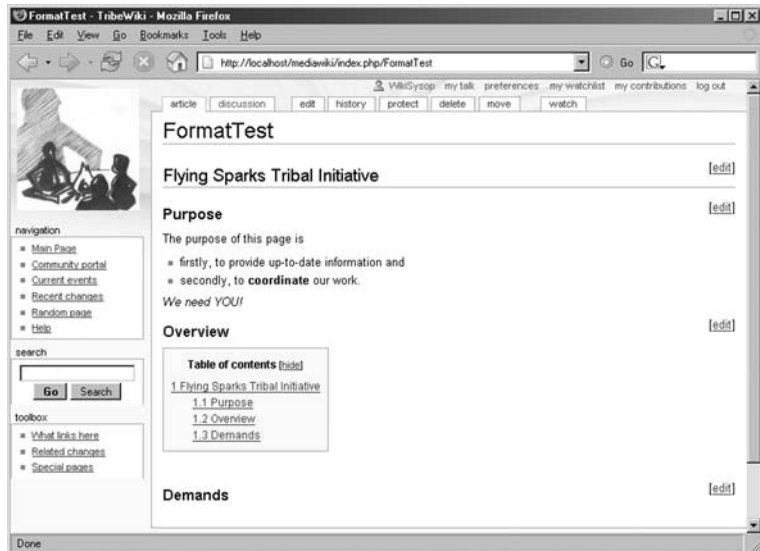 FormatTest - TribeWiki - Mozilla Firefox
File Edit View Go Bookmarks Tools Help
http://localhost/mediawiki/index.php/FormatTest Go G
WikiSysop my talk preferences my watchlist my contributions log out
article discussion edit history protect delete move watch
FormatTest
Flying Sparks Tribal Initiative [edit]
Purpose [edit]
The purpose of this page is
firstly, to provide up-to-date information and
secondly, to coordinate our work.
We need YOU!
Overview [edit]
Table of contents [hide]
1 Flying Sparks Tribal Initiative
1.1 Purpose
1.2 Overview
1.3 Demands
Demands [edit]
navigation
Main Page
Community portal
Current events
Recent changes
Random page
Help
search
Go Search
toolbox
What links here
Related changes
Special pages
Done